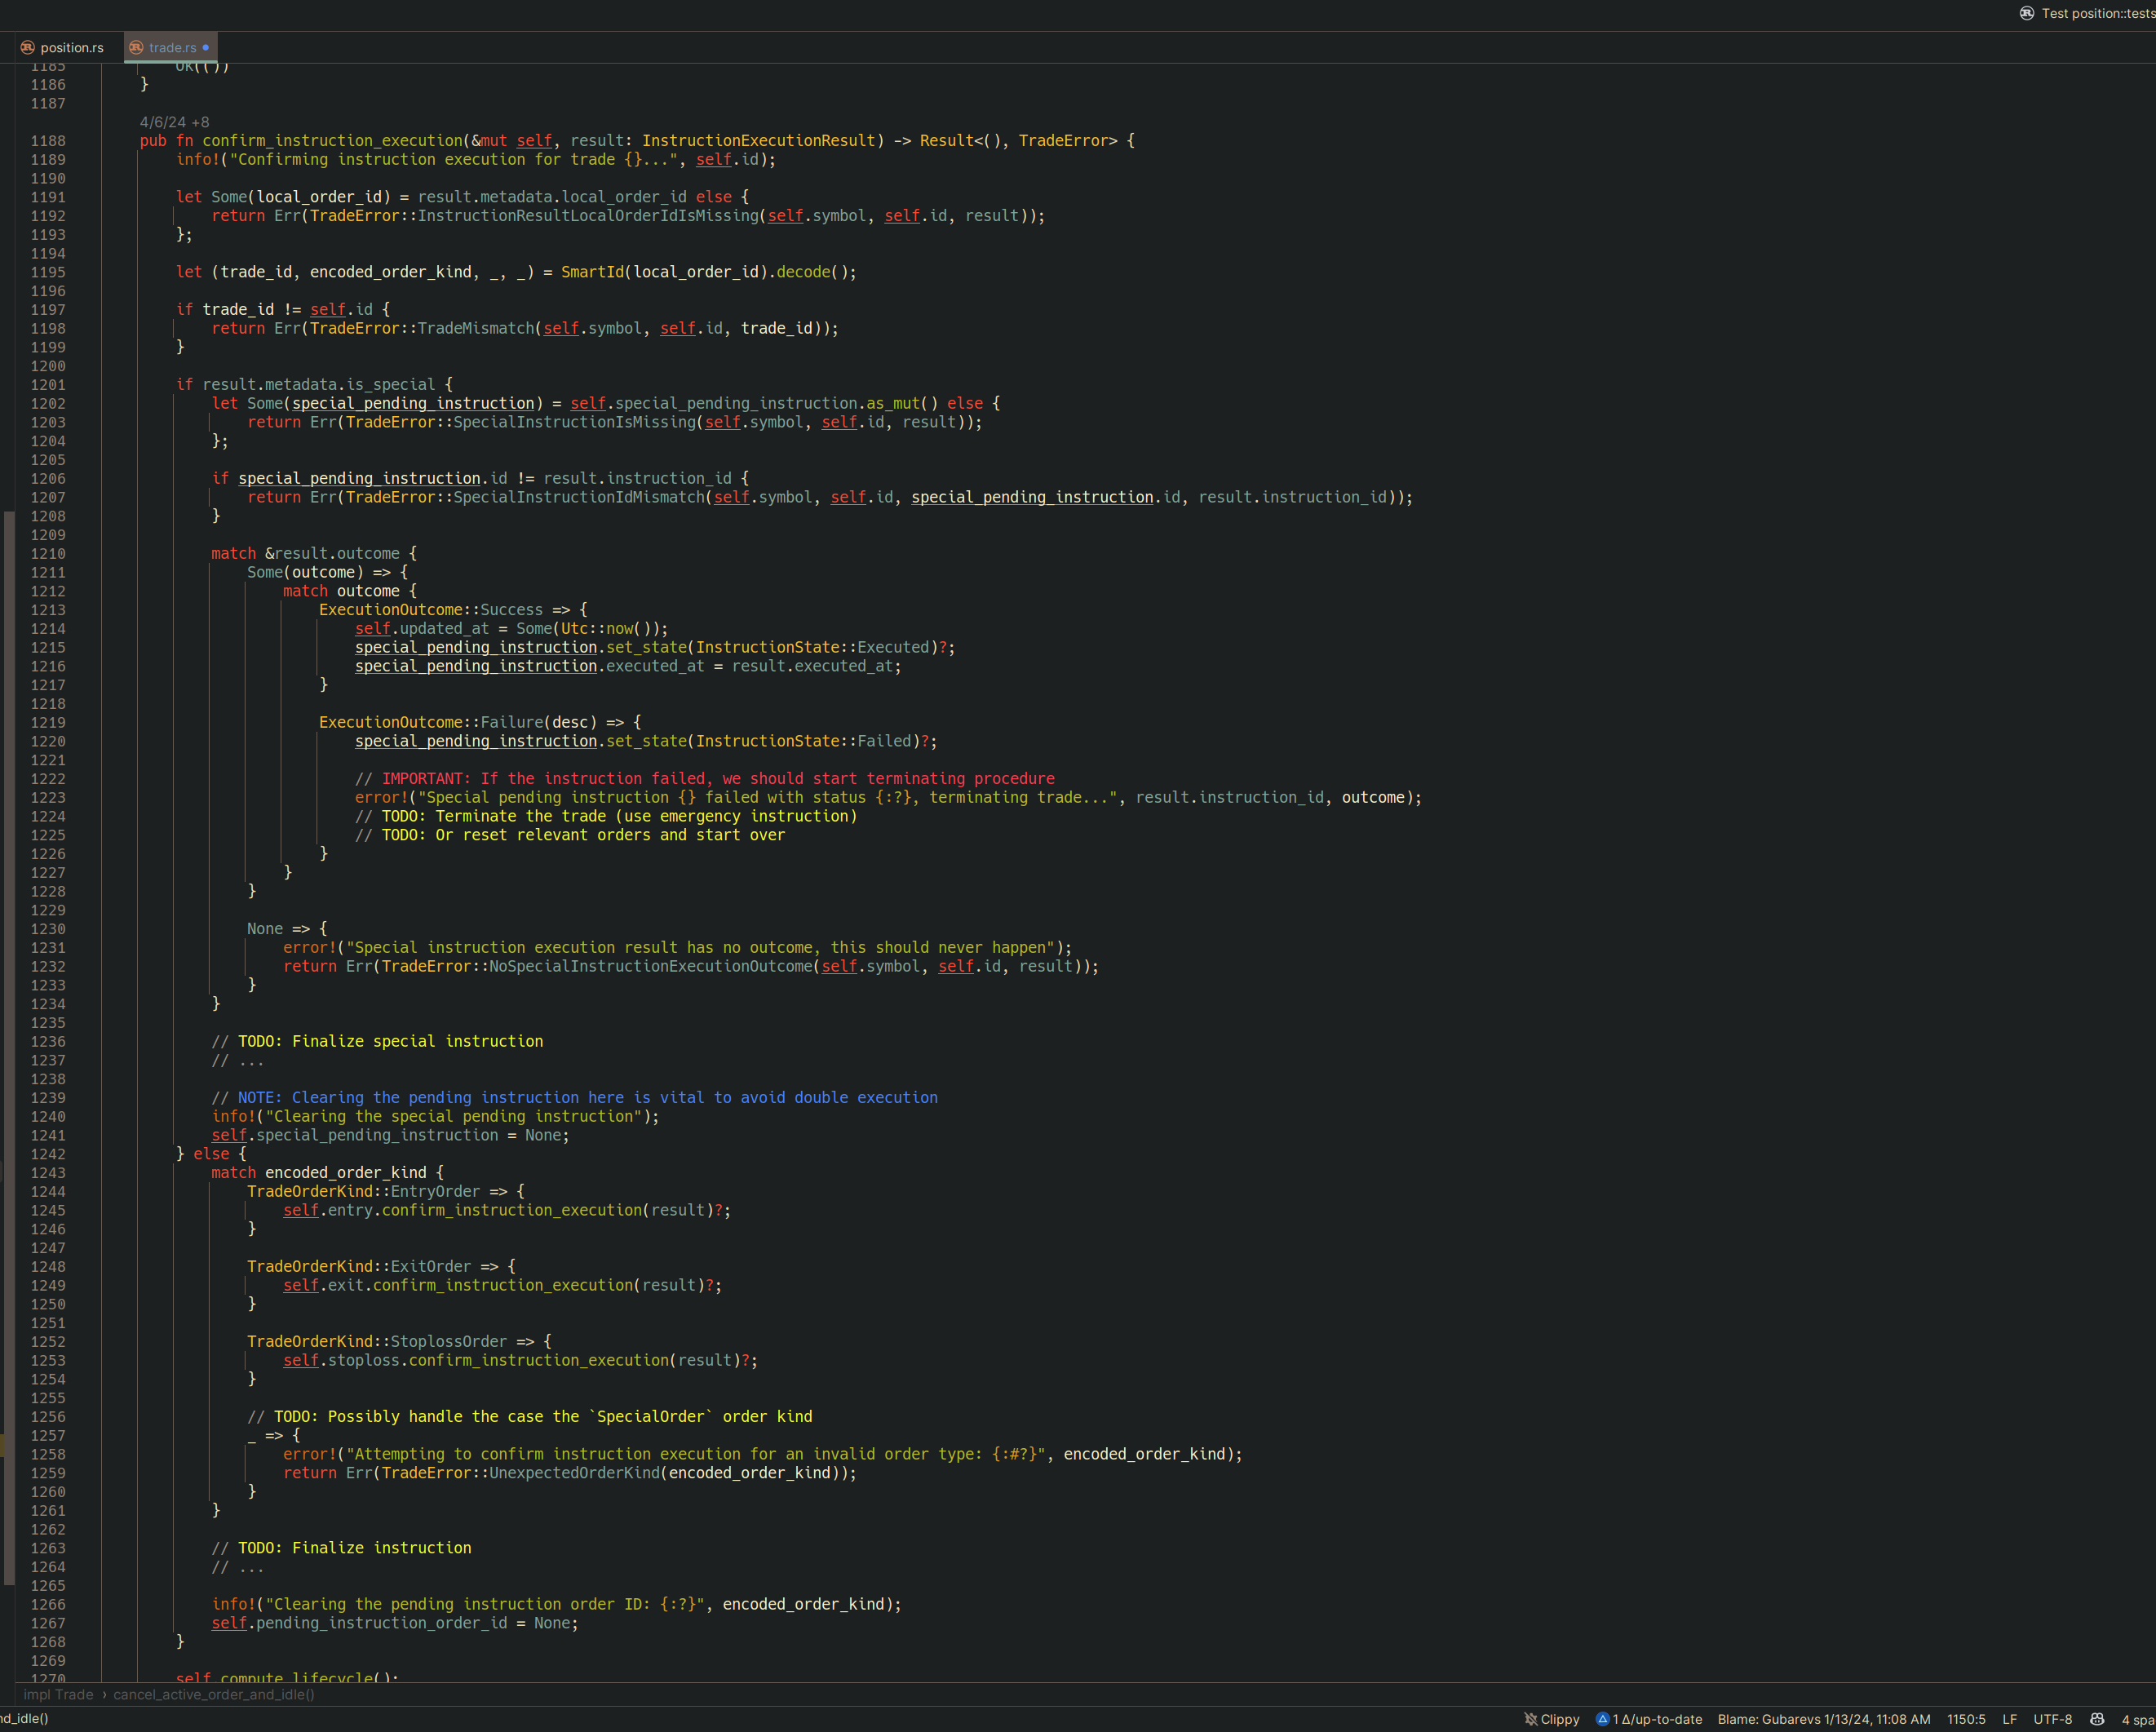 Test position::tests
position.rs
trade.rs
1185 Ok(())
1186 }
1187
4/6/24 +8
1188 pub fn confirm_instruction_execution(&mut self, result: InstructionExecutionResult) -> Result<(), TradeError> {
1189 info!("Confirming instruction execution for trade {}...", self.id);
1190
1191 let Some(local_order_id) = result.metadata.local_order_id else {
1192 return Err(TradeError::InstructionResultLocalOrderIdIsMissing(self.symbol, self.id, result));
1193 };
1194
1195 let (trade_id, encoded_order_kind, _, _) = SmartId(local_order_id).decode();
1196
1197 if trade_id != self.id {
1198 return Err(TradeError::TradeMismatch(self.symbol, self.id, trade_id));
1199 }
1200
1201 if result.metadata.is_special {
1202 let Some(special_pending_instruction) = self.special_pending_instruction.as_mut() else {
1203 return Err(TradeError::SpecialInstructionIsMissing(self.symbol, self.id, result));
1204 };
1205
1206 if special_pending_instruction.id != result.instruction_id {
1207 return Err(TradeError::SpecialInstructionIdMismatch(self.symbol, self.id, special_pending_instruction.id, result.instruction_id));
1208 }
1209
1210 match &result.outcome {
1211 Some(outcome) => {
1212 match outcome {
1213 ExecutionOutcome::Success => {
1214 self.updated_at = Some(Utc::now());
1215 special_pending_instruction.set_state(InstructionState::Executed)?;
1216 special_pending_instruction.executed_at = result.executed_at;
1217 }
1218
1219 ExecutionOutcome::Failure(desc) => {
1220 special_pending_instruction.set_state(InstructionState::Failed)?;
1221
1222 // IMPORTANT: If the instruction failed, we should start terminating procedure
1223 error!("Special pending instruction {} failed with status {:?}, terminating trade...", result.instruction_id, outcome);
1224 // TODO: Terminate the trade (use emergency instruction)
1225 // TODO: Or reset relevant orders and start over
1226 }
1227 }
1228 }
1229
1230 None => {
1231 error!("Special instruction execution result has no outcome, this should never happen");
1232 return Err(TradeError::NoSpecialInstructionExecutionOutcome(self.symbol, self.id, result));
1233 }
1234 }
1235
1236 // TODO: Finalize special instruction
1237 // ...
1238
1239 // NOTE: Clearing the pending instruction here is vital to avoid double execution
1240 info!("Clearing the special pending instruction");
1241 self.special_pending_instruction = None;
1242 } else {
1243 match encoded_order_kind {
1244 TradeOrderKind::EntryOrder => {
1245 self.entry.confirm_instruction_execution(result)?;
1246 }
1247
1248 TradeOrderKind::ExitOrder => {
1249 self.exit.confirm_instruction_execution(result)?;
1250 }
1251
1252 TradeOrderKind::StoplossOrder => {
1253 self.stoploss.confirm_instruction_execution(result)?;
1254 }
1255
1256 // TODO: Possibly handle the case the `SpecialOrder` order kind
1257 _ => {
1258 error!("Attempting to confirm instruction execution for an invalid order type: {:#?}", encoded_order_kind);
1259 return Err(TradeError::UnexpectedOrderKind(encoded_order_kind));
1260 }
1261 }
1262
1263 // TODO: Finalize instruction
1264 // ...
1265
1266 info!("Clearing the pending instruction order ID: {:?}", encoded_order_kind);
1267 self.pending_instruction_order_id = None;
1268 }
1269
1270 self.compute_lifecycle();
impl Trade › cancel_active_order_and_idle()
nd_idle() Clippy 1 Δ/up-to-date Blame: Gubarevs 1/13/24, 11:08 AM 1150:5 LF UTF-8 4 spa